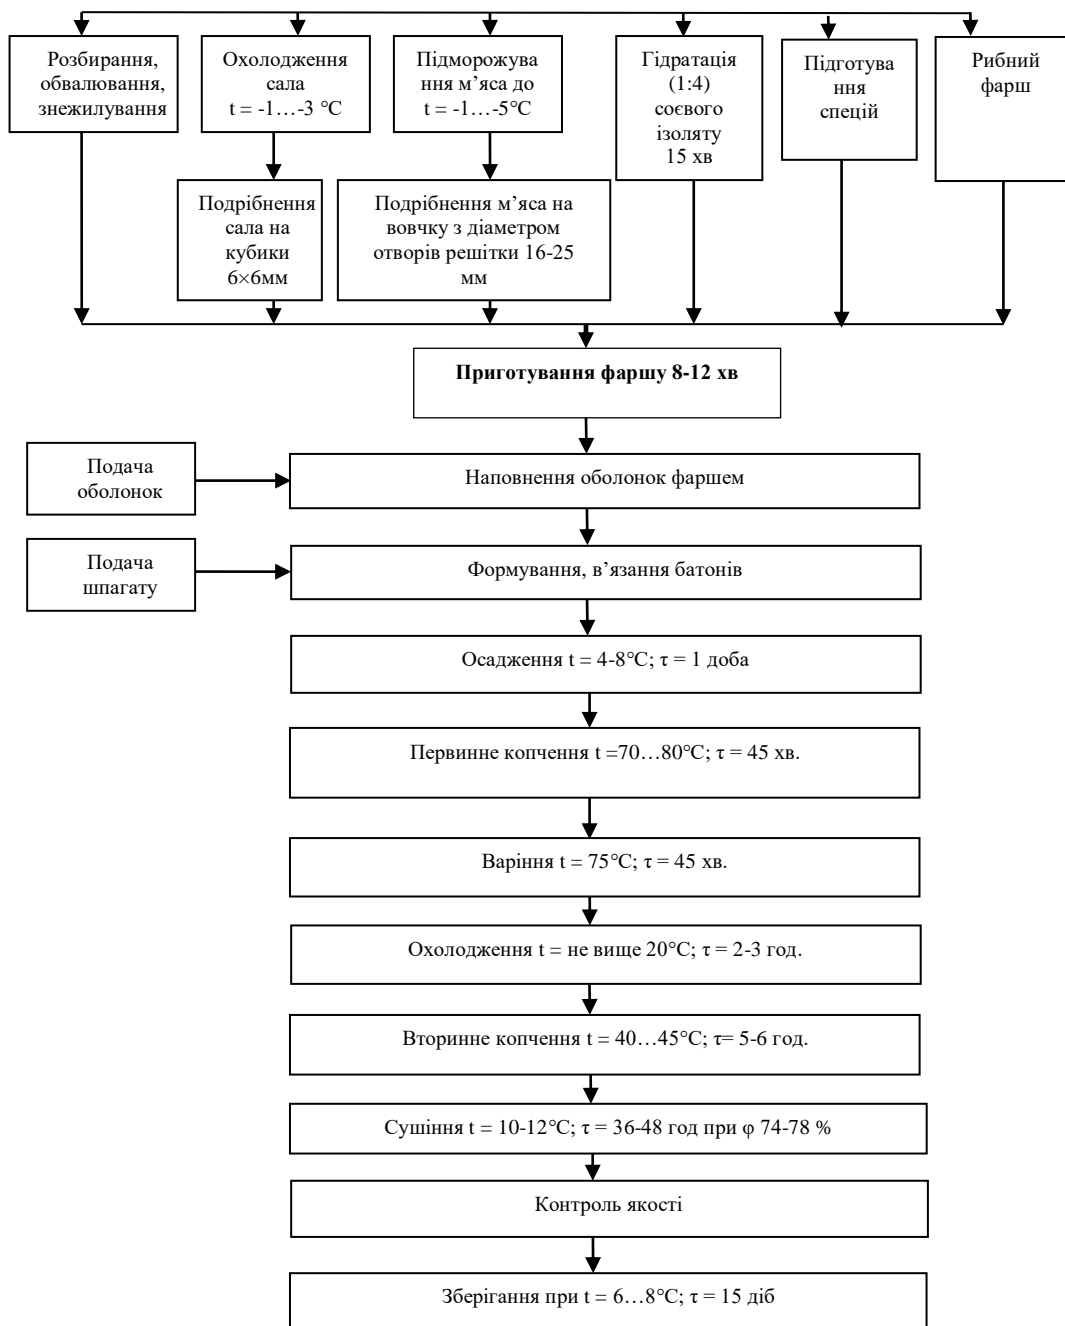 Розбирання,
обвалювання,
знежилування
Охолодження
сала
t = -1…-3 °C
Підморожува
ння м’яса до
t = -1…-5°C
Гідратація
(1:4)
соєвого
ізоляту
15 хв
Підготува
ння
спецій
Рибний
фарш
Подрібнення
сала на
кубики
6×6мм
Подрібнення м’яса на
вовчку з діаметром
отворів решітки 16-25
мм
Приготування фаршу 8-12 хв
Подача
оболонок
Наповнення оболонок фаршем
Подача
шпагату
Формування, в’язання батонів
Осадження t = 4-8°C; τ = 1 доба
Первинне копчення t =70…80°C; τ = 45 хв.
Варіння t = 75°C; τ = 45 хв.
Охолодження t = не вище 20°C; τ = 2-3 год.
Вторинне копчення t = 40…45°C; τ= 5-6 год.
Сушіння t = 10-12°C; τ = 36-48 год при φ 74-78 %
Контроль якості
Зберігання при t = 6…8°C; τ = 15 діб